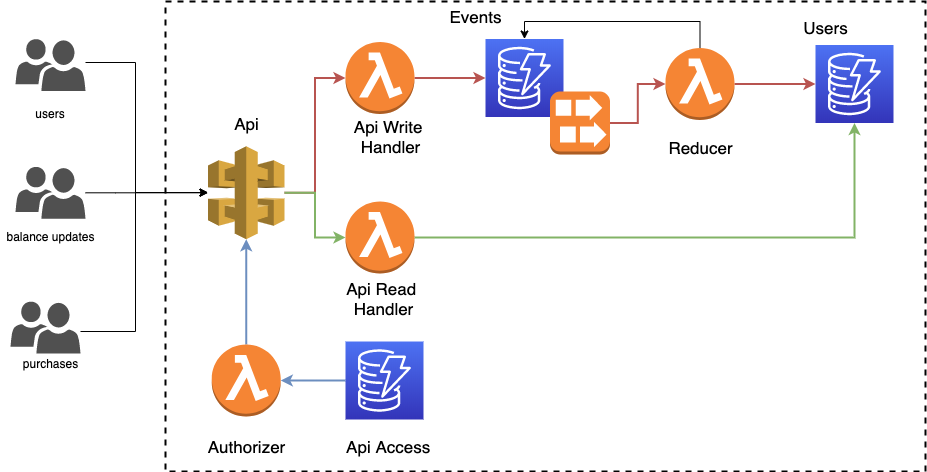 Events
Users
users
Api
Api Write
Handler
Reducer
balance updates
Api Read
Handler
purchases
Authorizer
Api Access